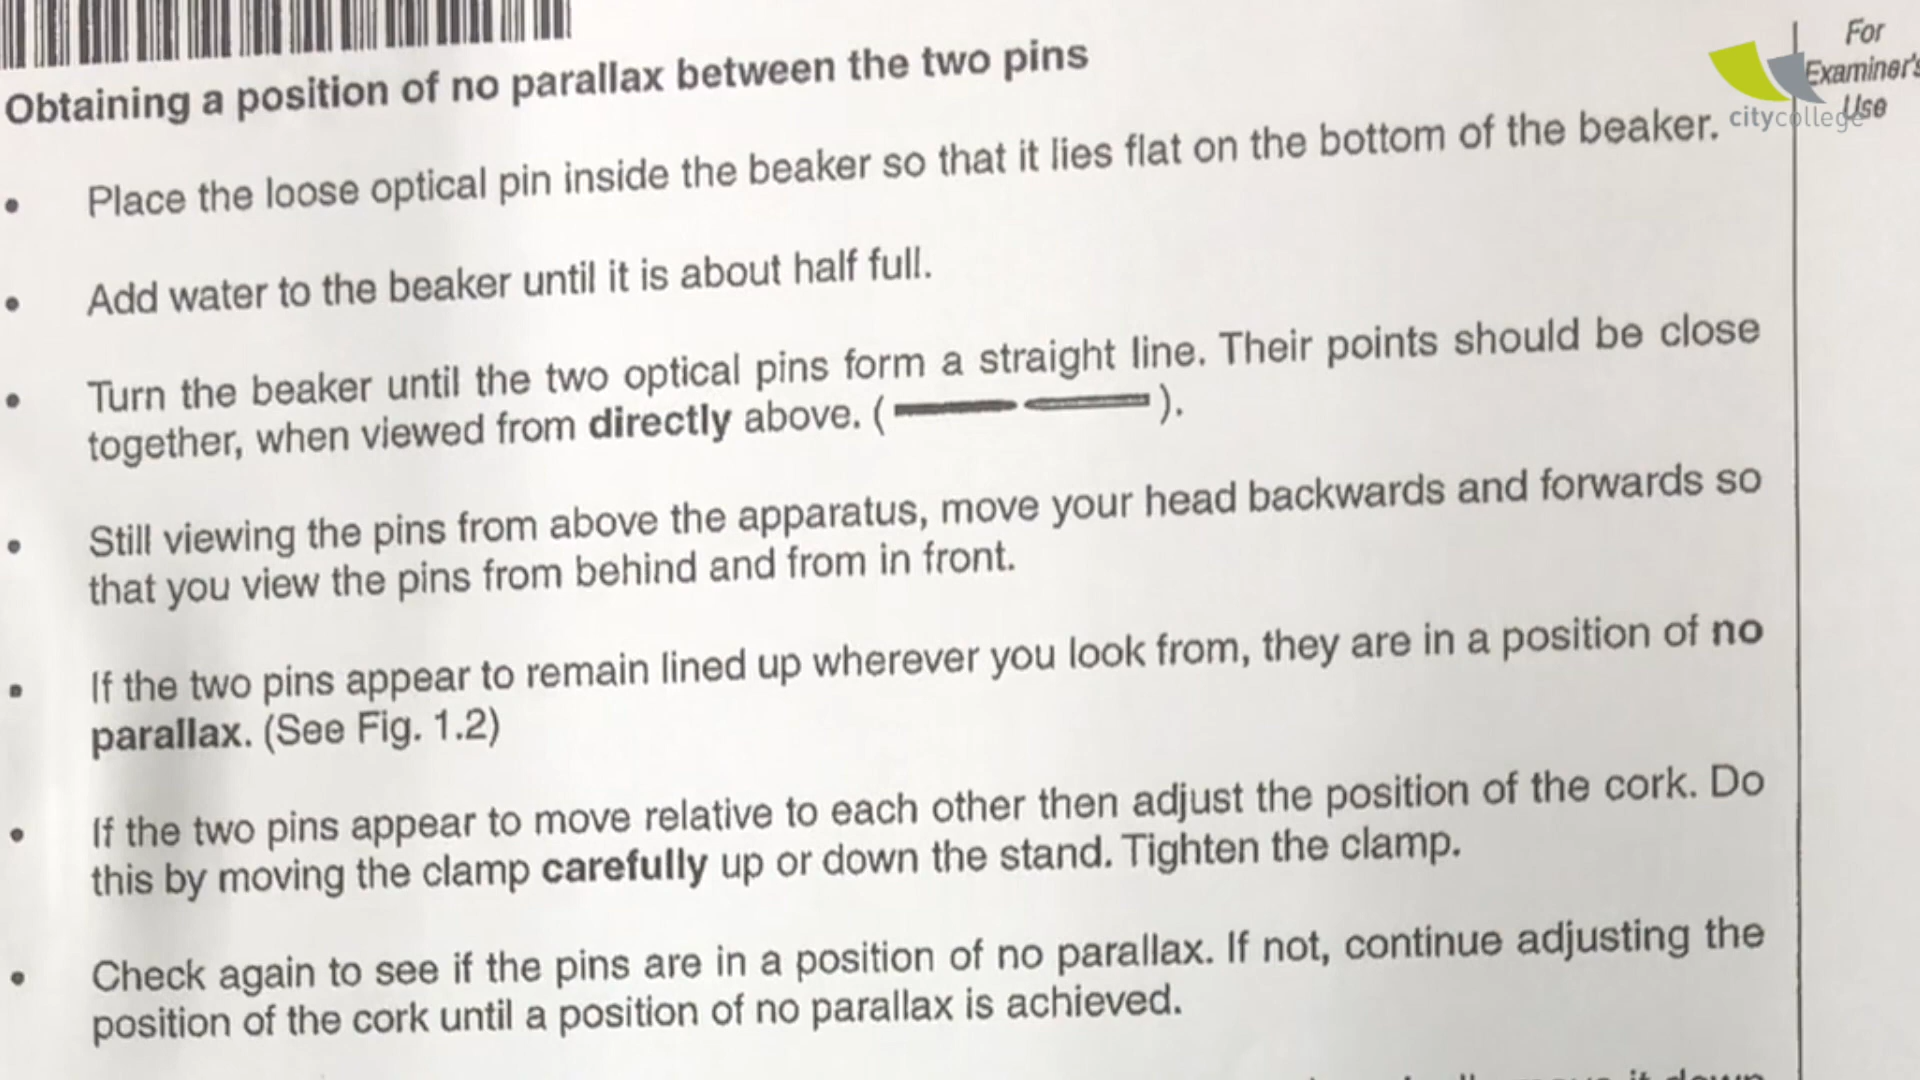 For
Examiner's
Use
citycollege
Obtaining a position of no parallax between the two pins
• Place the loose optical pin inside the beaker so that it lies flat on the bottom of the beaker.
• Add water to the beaker until it is about half full.
• Turn the beaker until the two optical pins form a straight line. Their points should be close
together, when viewed from directly above. ( ).
• Still viewing the pins from above the apparatus, move your head backwards and forwards so
that you view the pins from behind and from in front.
• If the two pins appear to remain lined up wherever you look from, they are in a position of no
parallax. (See Fig. 1.2)
• If the two pins appear to move relative to each other then adjust the position of the cork. Do
this by moving the clamp carefully up or down the stand. Tighten the clamp.
• Check again to see if the pins are in a position of no parallax. If not, continue adjusting the
position of the cork until a position of no parallax is achieved.